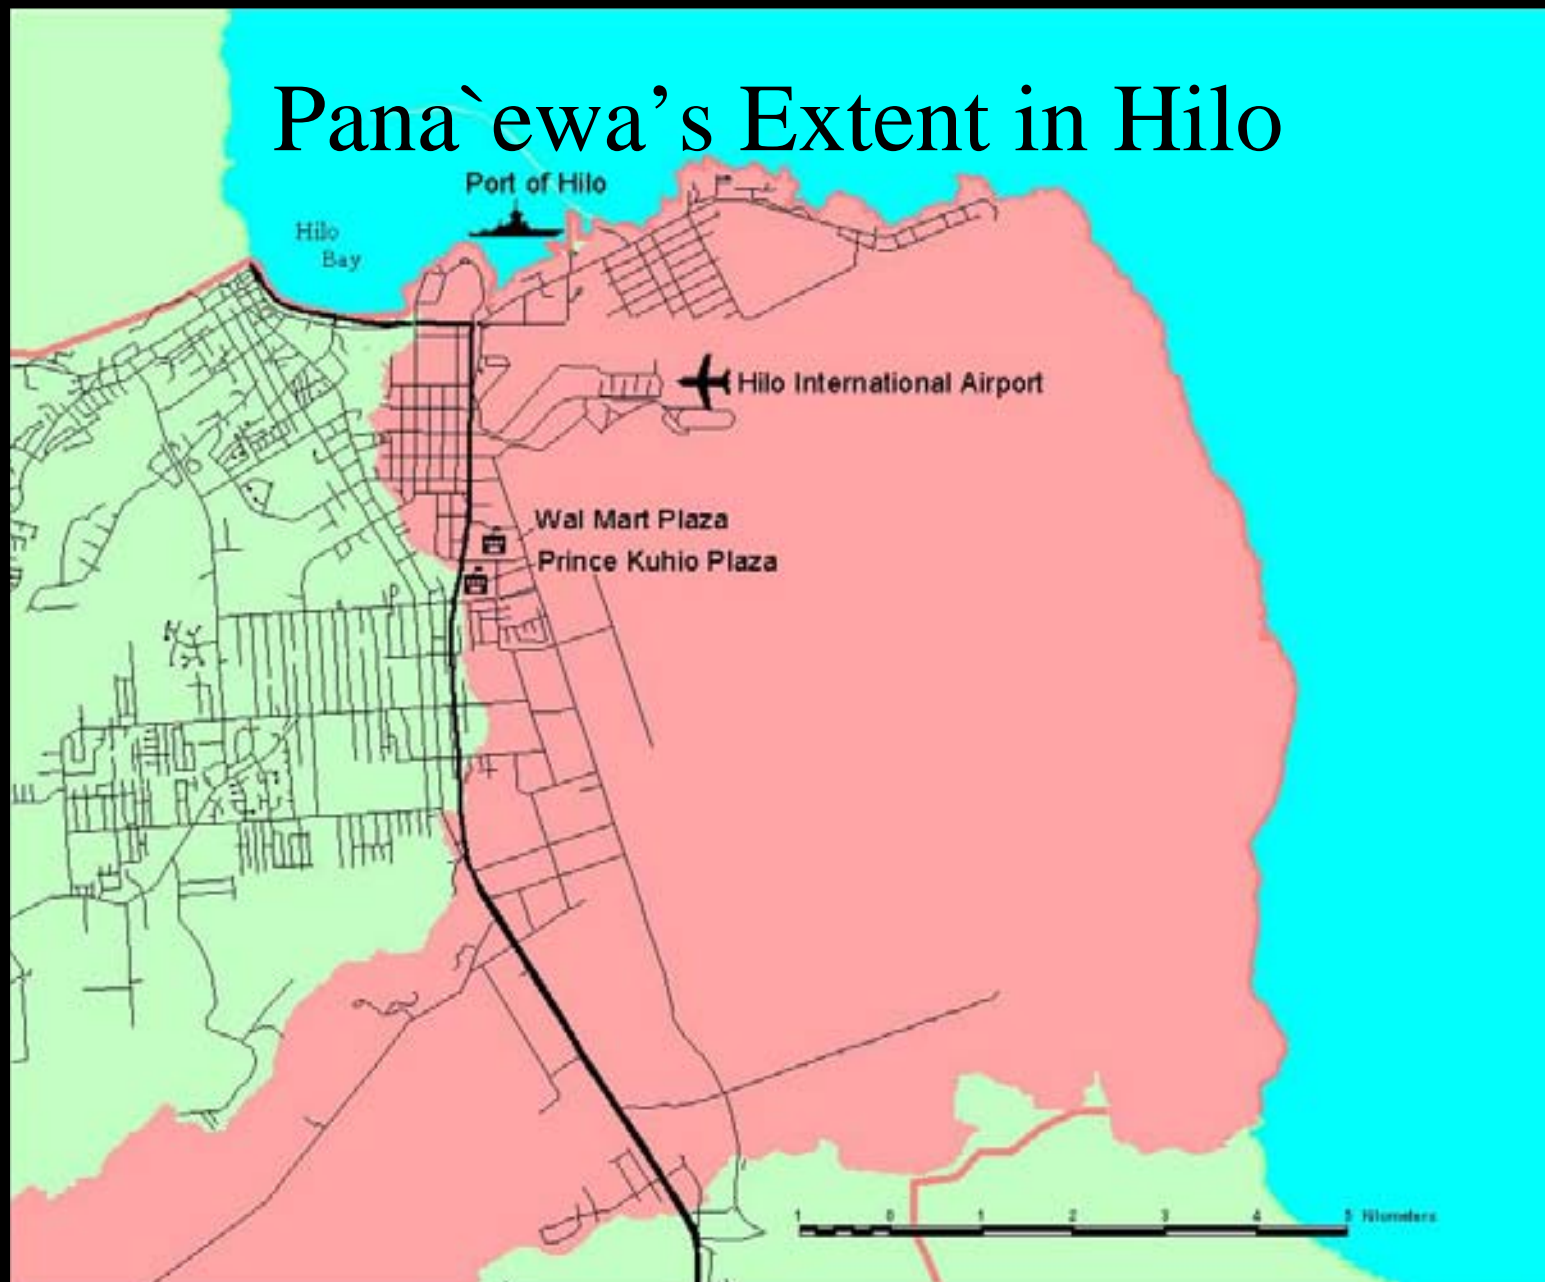 Pana`ewa’s Extent in Hilo
Port of Hilo
Hilo
Bay
Hilo International Airport
Wal Mart Plaza
Prince Kuhio Plaza
1 0 1 2 3 4 5 Kilometers